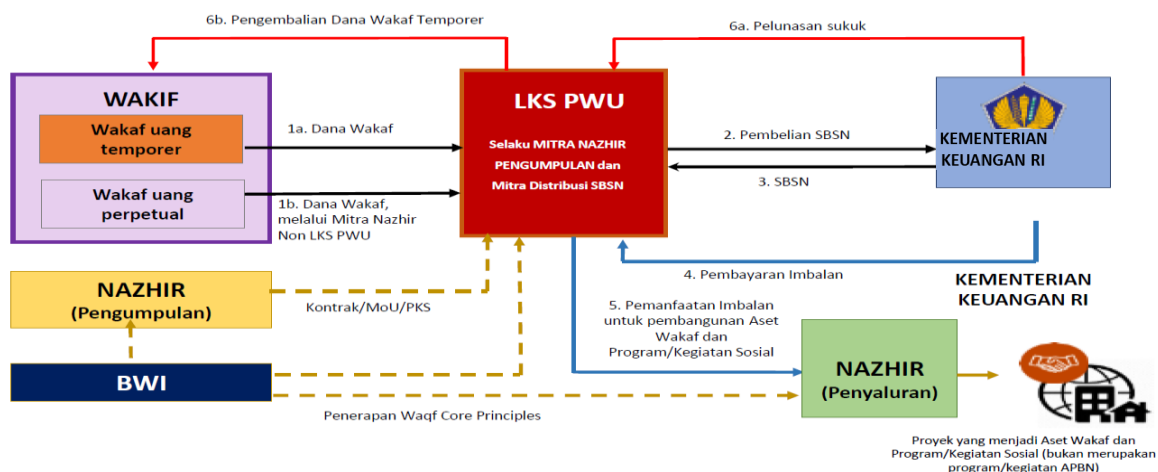 6b. Pengembalian Dana Wakaf Temporer
6a. Pelunasan sukuk
WAKIF
Wakaf uang
temporer
Wakaf uang
perpetual
1a. Dana Wakaf
1b. Dana Wakaf,
melalui Mitra Nazhir
Non LKS PWU
LKS PWU
Selaku MITRA NAZHIR
PENGUMPULAN dan
Mitra Distribusi SBSN
2. Pembelian SBSN
3. SBSN
KEMENTERIAN
KEUANGAN RI
4. Pembayaran Imbalan
KEMENTERIAN
KEUANGAN RI
NAZHIR
(Pengumpulan)
Kontrak/MoU/PKS
5. Pemanfaatan Imbalan
untuk pembangunan Aset
Wakaf dan
Program/Kegiatan Sosial
BWI
Penerapan Waqf Core Principles
NAZHIR
(Penyaluran)
Proyek yang menjadi Aset Wakaf dan
Program/Kegiatan Sosial (bukan merupakan
program/kegiatan APBN)